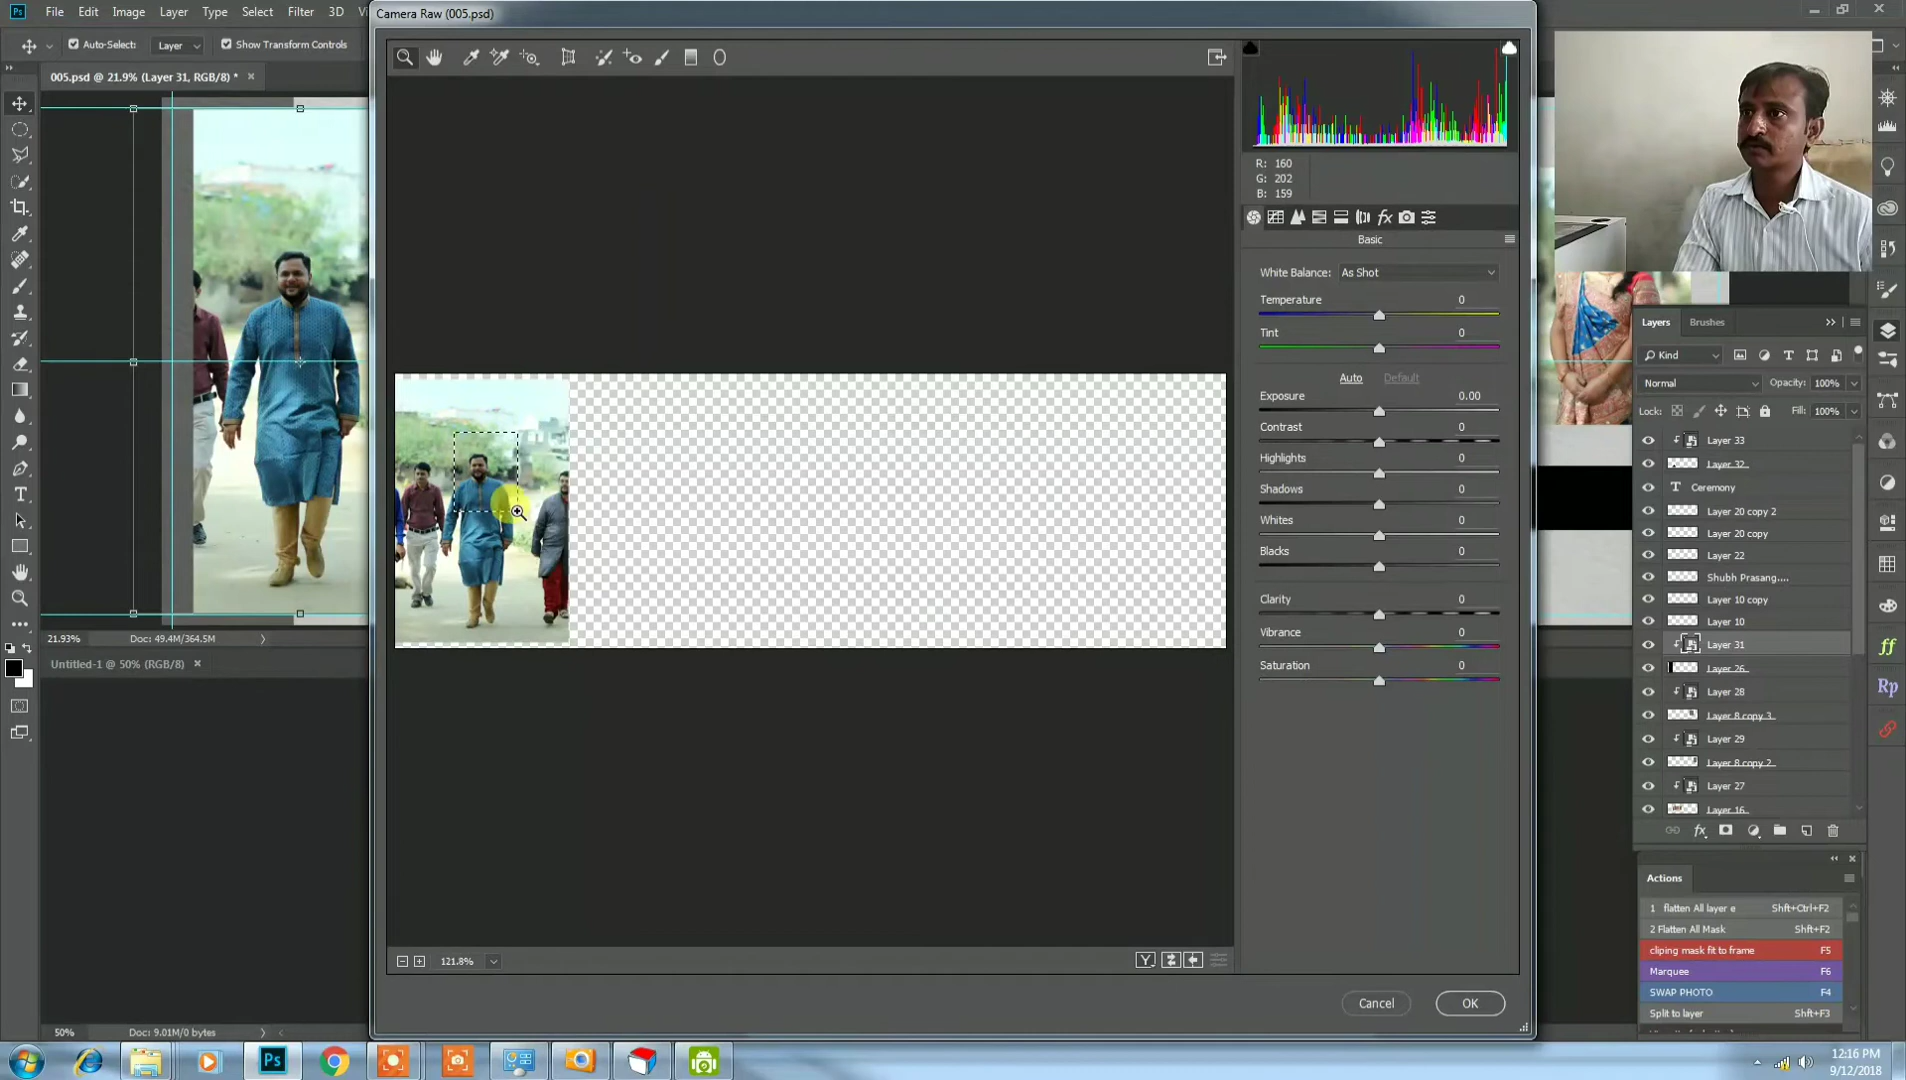 Ps File Edit Image Layer Type Select Filter 3D
Camera Raw (005.psd)
Auto-Select: Layer Show Transform Controls
005.psd @ 21.9% (Layer 31, RGB/8) * ×
R: 160
G: 202
B: 159
Basic
White Balance: As Shot
Temperature 0
Tint 0
Auto Default
Exposure 0.00
Contrast 0
Highlights 0
Shadows 0
Whites 0
Blacks 0
Clarity 0
Vibrance 0
Saturation 0
121.8%
Y
Cancel OK
21.93% Doc: 49.4M/364.5M
Untitled-1 @ 50% (RGB/8) ×
50% Doc: 9.01M/0 bytes
Layers Brushes
Kind
Normal Opacity: 100%
Lock: Fill: 100%
Layer 33
Layer 32
T Ceremony
Layer 20 copy 2
Layer 20 copy
Layer 22
Shubh Prasang....
Layer 10 copy
Layer 10
Layer 31
Layer 26
Layer 28
Layer 8 copy 3
Layer 29
Layer 8 copy 2
Layer 27
Layer 16
fx
Actions
1 flatten All layer e Shft+Ctrl+F2
2 Flatten All Mask Shft+F2
cliping mask fit to frame F5
Marquee F6
SWAP PHOTO F4
Split to layer Shft+F3
ff
Rp
Ps
12:16 PM
9/12/2018